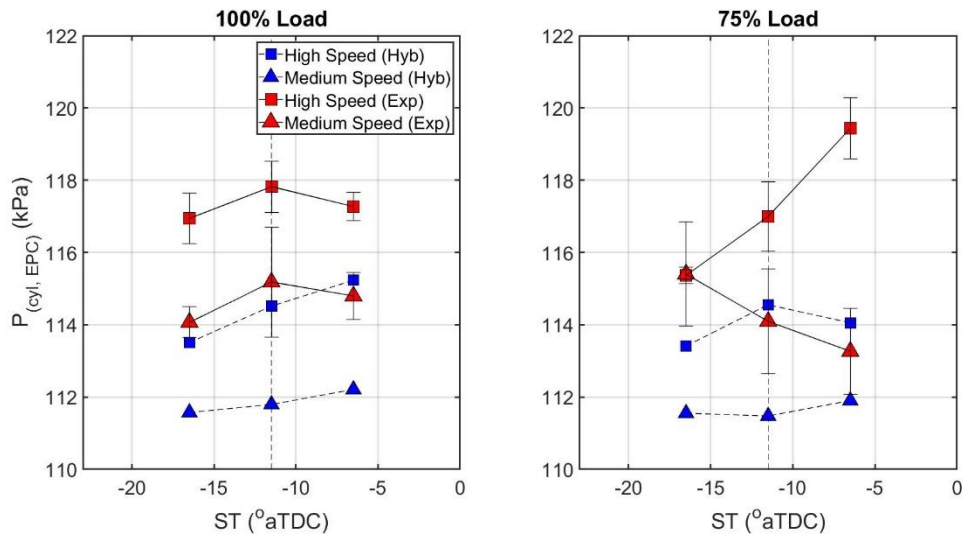 100% Load
122
120
118
116
114
112
110
P(cyl, EPC) (kPa)
-20
-15
-10
-5
0
ST (oaTDC)
High Speed (Hyb)
Medium Speed (Hyb)
High Speed (Exp)
Medium Speed (Exp)
75% Load
122
120
118
116
114
112
110
-20
-15
-10
-5
0
ST (oaTDC)